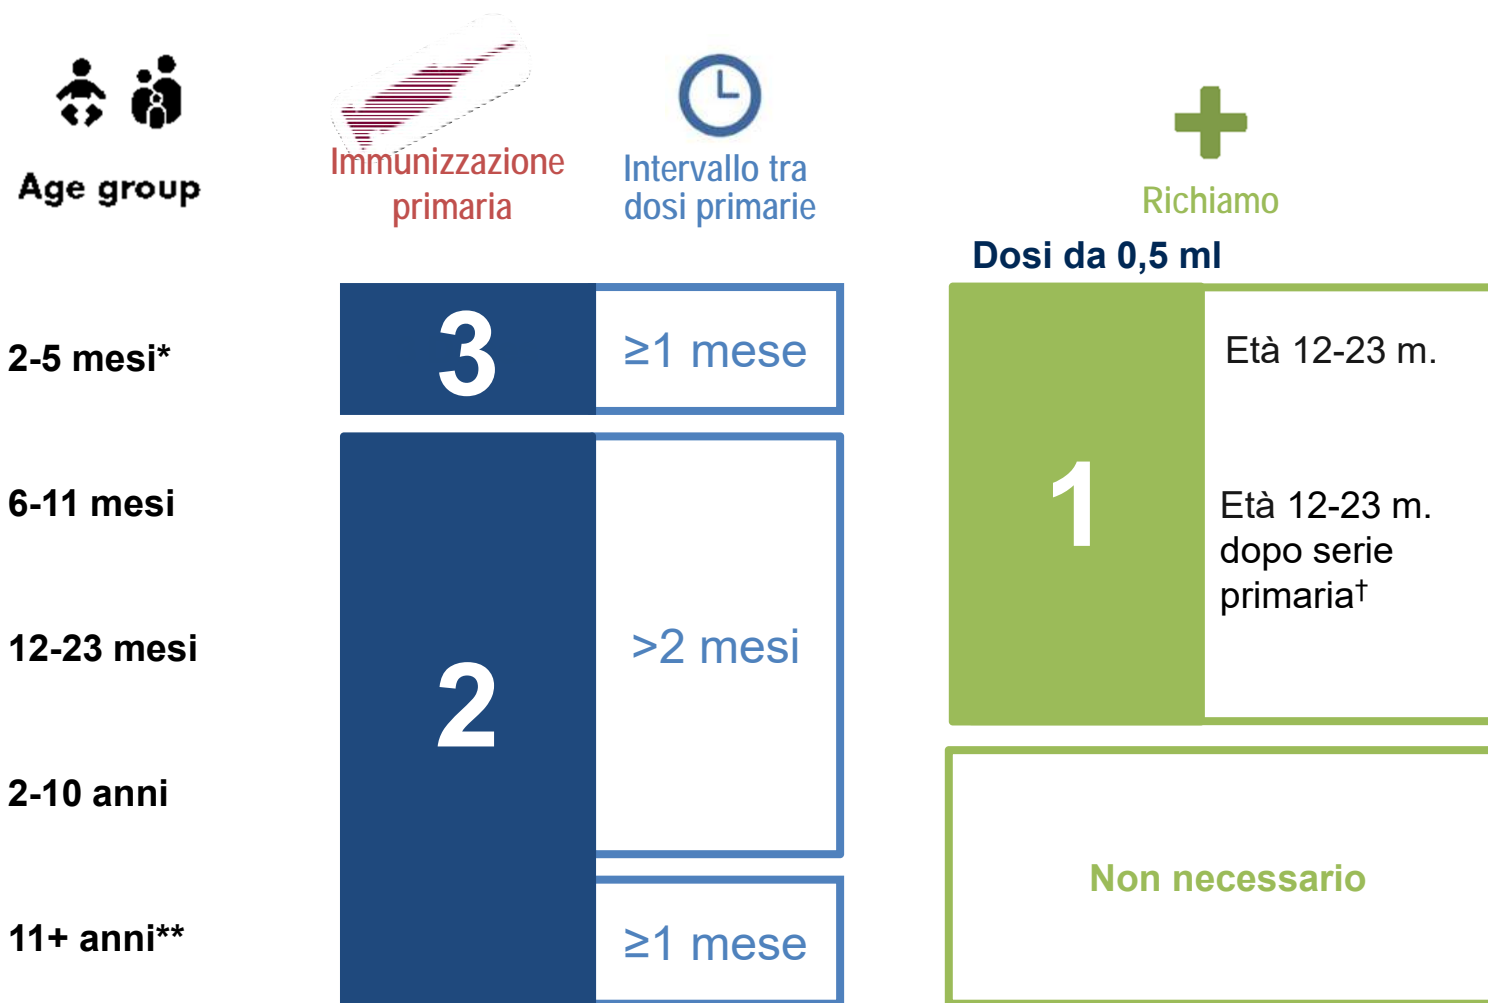 Age group
Immunizzazione
primaria
Intervallo tra
dosi primarie
Richiamo
Dosi da 0,5 ml
2-5 mesi*
3
≥1 mese
Età 12-23 m.
6-11 mesi
1
Età 12-23 m.
dopo serie
primaria†
12-23 mesi
2
>2 mesi
2-10 anni
Non necessario
11+ anni**
≥1 mese